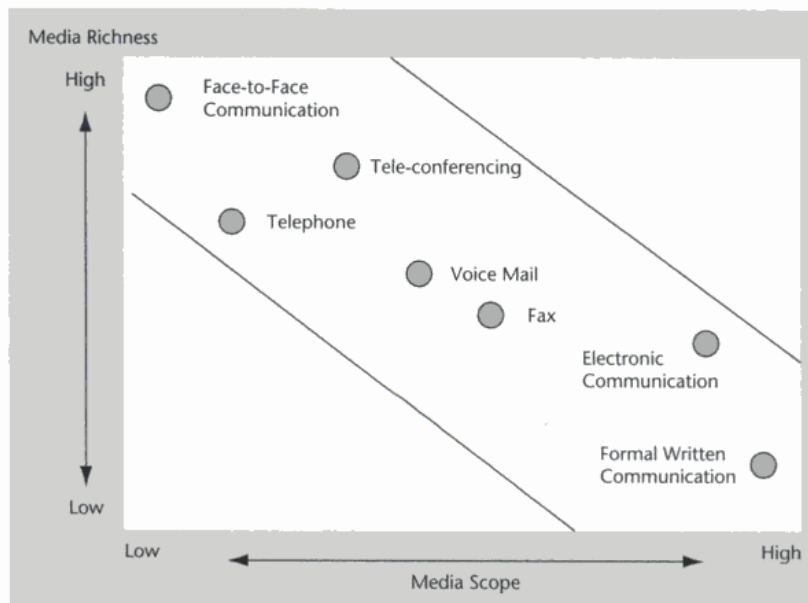 Media Richness
High
Face-to-Face
Communication
Tele-conferencing
Telephone
Voice Mail
Fax
Electronic
Communication
Formal Written
Communication
Low
Low
High
Media Scope